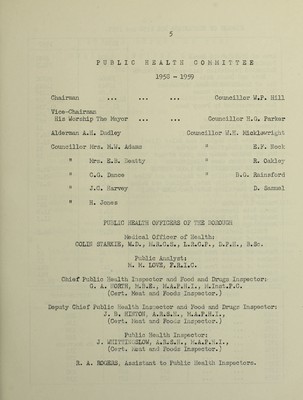 5
PUBLIC HEALTH COMMITTEE
1958 - 1959
Chairman ... ... ... Councillor W.P. Hill
Vice-Chairman
His Worship The Mayor ... ... Councillor H.G. Parker
Alderman A.H. Dudley Councillor W.H. Micklewright
Councillor Mrs. M.W. Adams " E.F. Nock
" Mrs. E.B. Beatty " R. Oakley
" C.G. Dance " B.G. Rainsford
" J.C. Harvey " D. Samuel
" H. Jones
PUBLIC HEALTH OFFICERS OF THE BOROUGH
Medical Officer of Health:
COLIN STARKIE, M.D., M.R.C.S., L.R.C.P., D.P.H., B.Sc.
Public Analyst:
M. M. LOVE, F.R.I.C.
Chief Public Health Inspector and Food and Drugs Inspector:
G. A. NORTH, M.B.E., M.A.P.H.I., M.Inst.P.C.
(Cert. Meat and Foods Inspector.)
Deputy Chief Public Health Inspector and Food and Drugs Inspector:
J. B. HINTON, A.R.S.H., M.A.P.H.I.,
(Cert. Meat and Foods Inspector.)
Public Health Inspector:
J. WHITTINGSLOW, A.R.S.H., M.A.P.H.I.,
(Cert. Meat and Foods Inspector.)
R. A. ROGERS, Assistant to Public Health Inspectors.